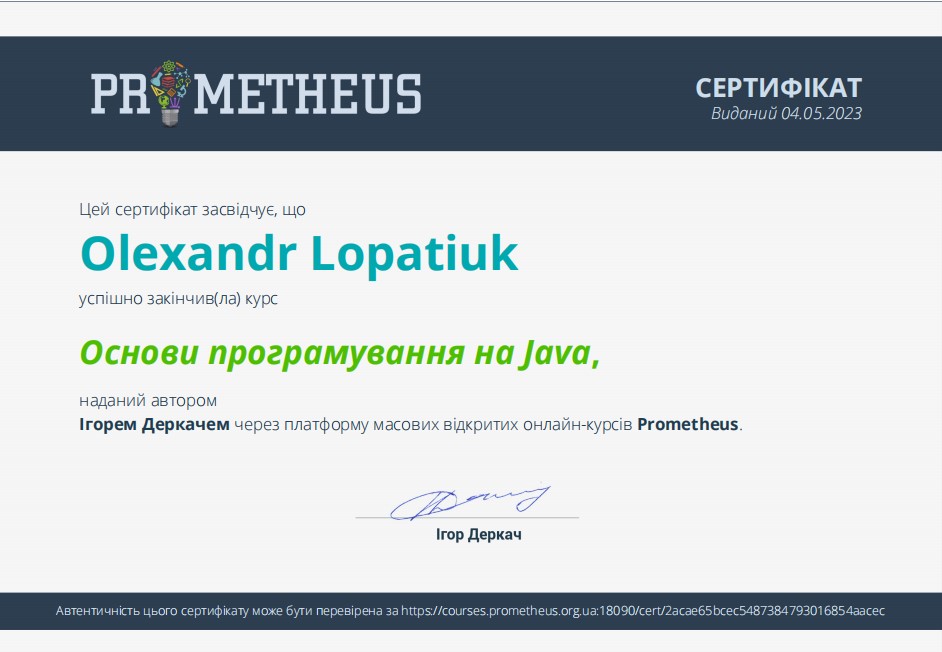 PROMETHEUS
СЕРТИФІКАТ
Виданий 04.05.2023
Цей сертифікат засвідчує, що
Olexandr Lopatiuk
успішно закінчив(ла) курс
Основи програмування на Java,
наданий автором
Ігорем Деркачем через платформу масових відкритих онлайн-курсів Prometheus.
Ігор Деркач
Автентичність цього сертифікату може бути перевірена за https://courses.prometheus.org.ua:18090/cert/2acae65bcec5487384793016854aacec